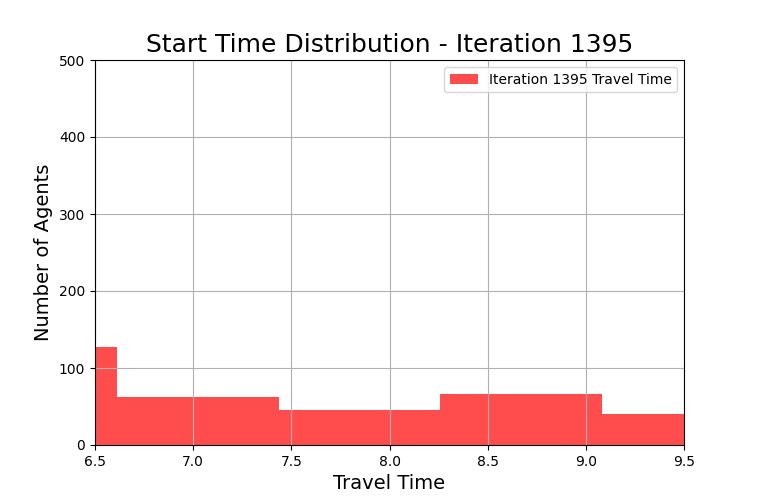 Start Time Distribution - Iteration 1395
Iteration 1395 Travel Time
Number of Agents
500
400
300
200
100
0
6.5 7.0 7.5 8.0 8.5 9.0 9.5
Travel Time